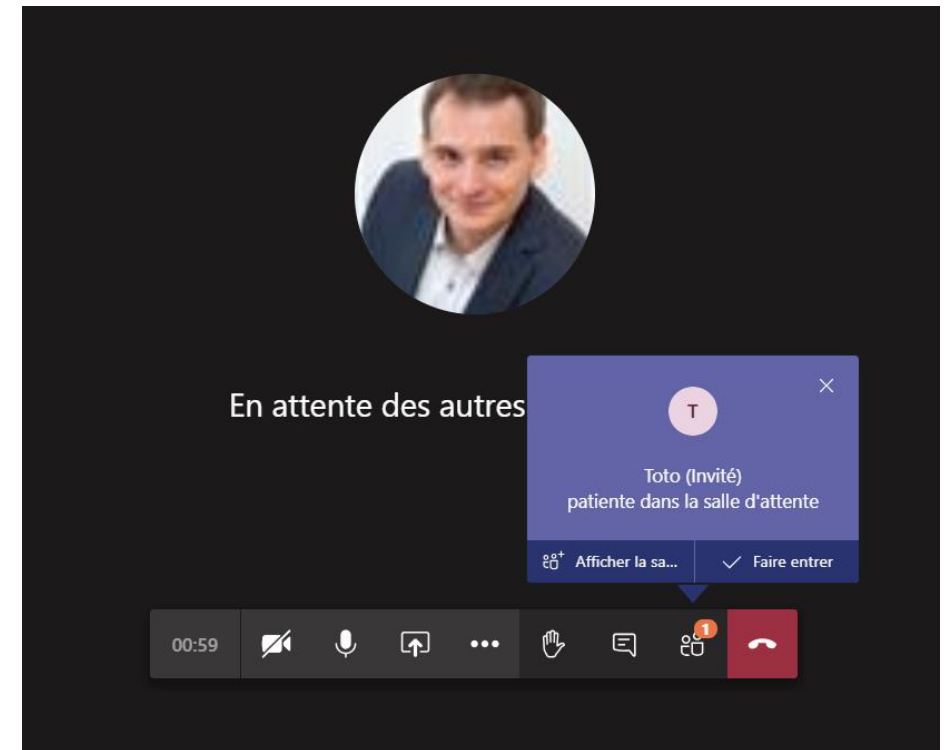 En attente des autres
T
Toto (Invité)
patiente dans la salle d'attente
Afficher la sa...
Faire entrer
1
00:59